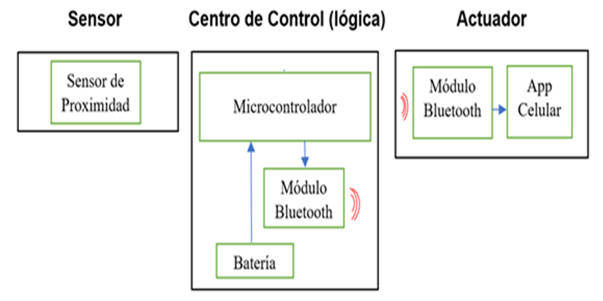 Sensor
Centro de Control (lógica)
Actuador
Sensor de
Proximidad
Microcontrolador
Módulo
Bluetooth
Batería
Módulo
Bluetooth
App
Celular